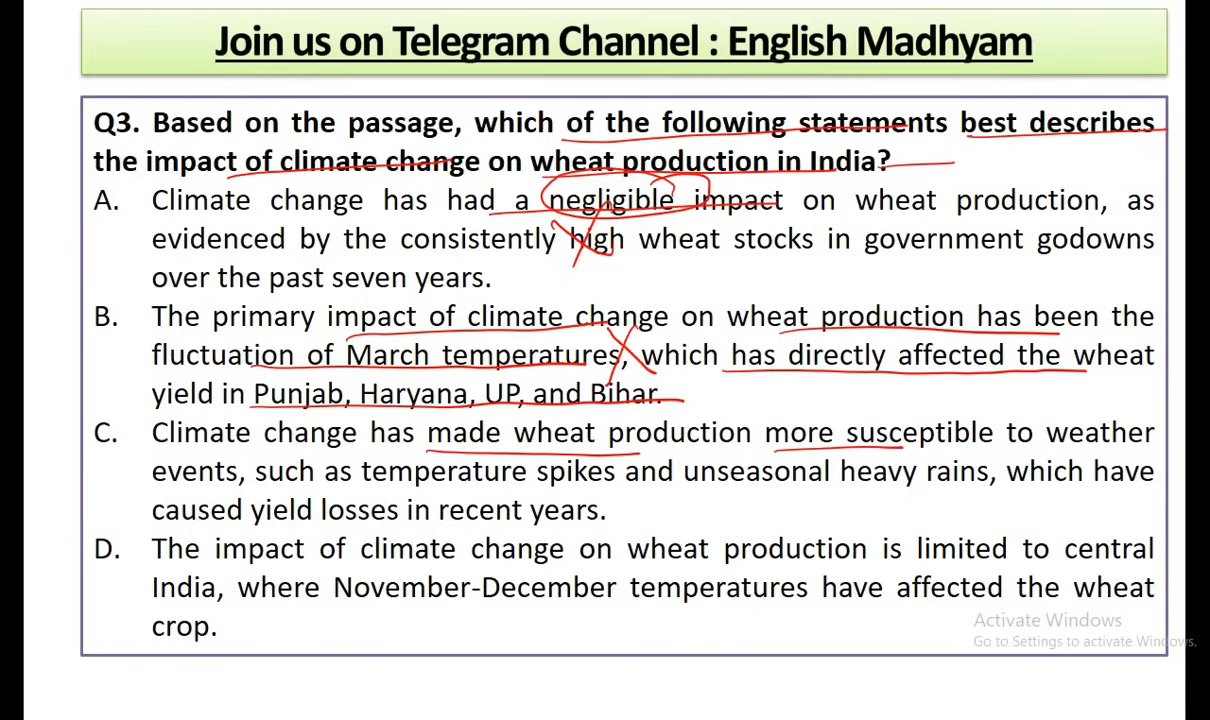 Join us on Telegram Channel : English Madhyam
Q3. Based on the passage, which of the following statements best describes
the impact of climate change on wheat production in India?
A. Climate change has had a negligible impact on wheat production, as
evidenced by the consistently high wheat stocks in government godowns
over the past seven years.
B. The primary impact of climate change on wheat production has been the
fluctuation of March temperatures, which has directly affected the wheat
yield in Punjab, Haryana, UP, and Bihar.
C. Climate change has made wheat production more susceptible to weather
events, such as temperature spikes and unseasonal heavy rains, which have
caused yield losses in recent years.
D. The impact of climate change on wheat production is limited to central
India, where November-December temperatures have affected the wheat
crop.
Activate Windows
Go to Settings to activate Windows.